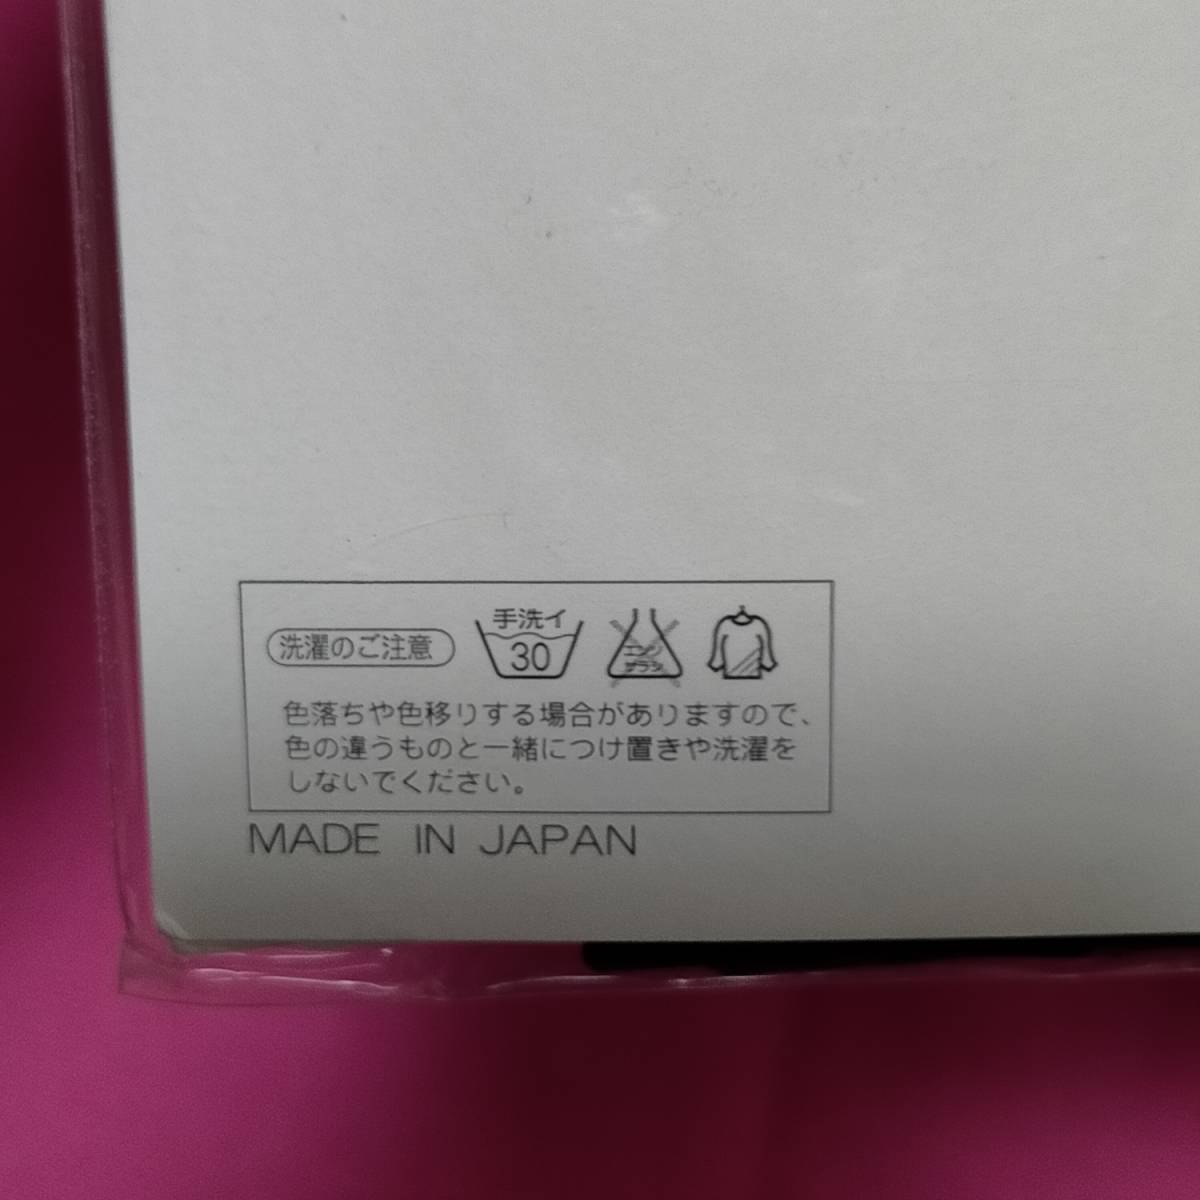 洗濯のご注意
手洗イ
30
エンソ
サラシ
色落ちや色移りする場合がありますので、
色の違うものと一緒につけ置きや洗濯を
しないでください。
MADE IN JAPAN